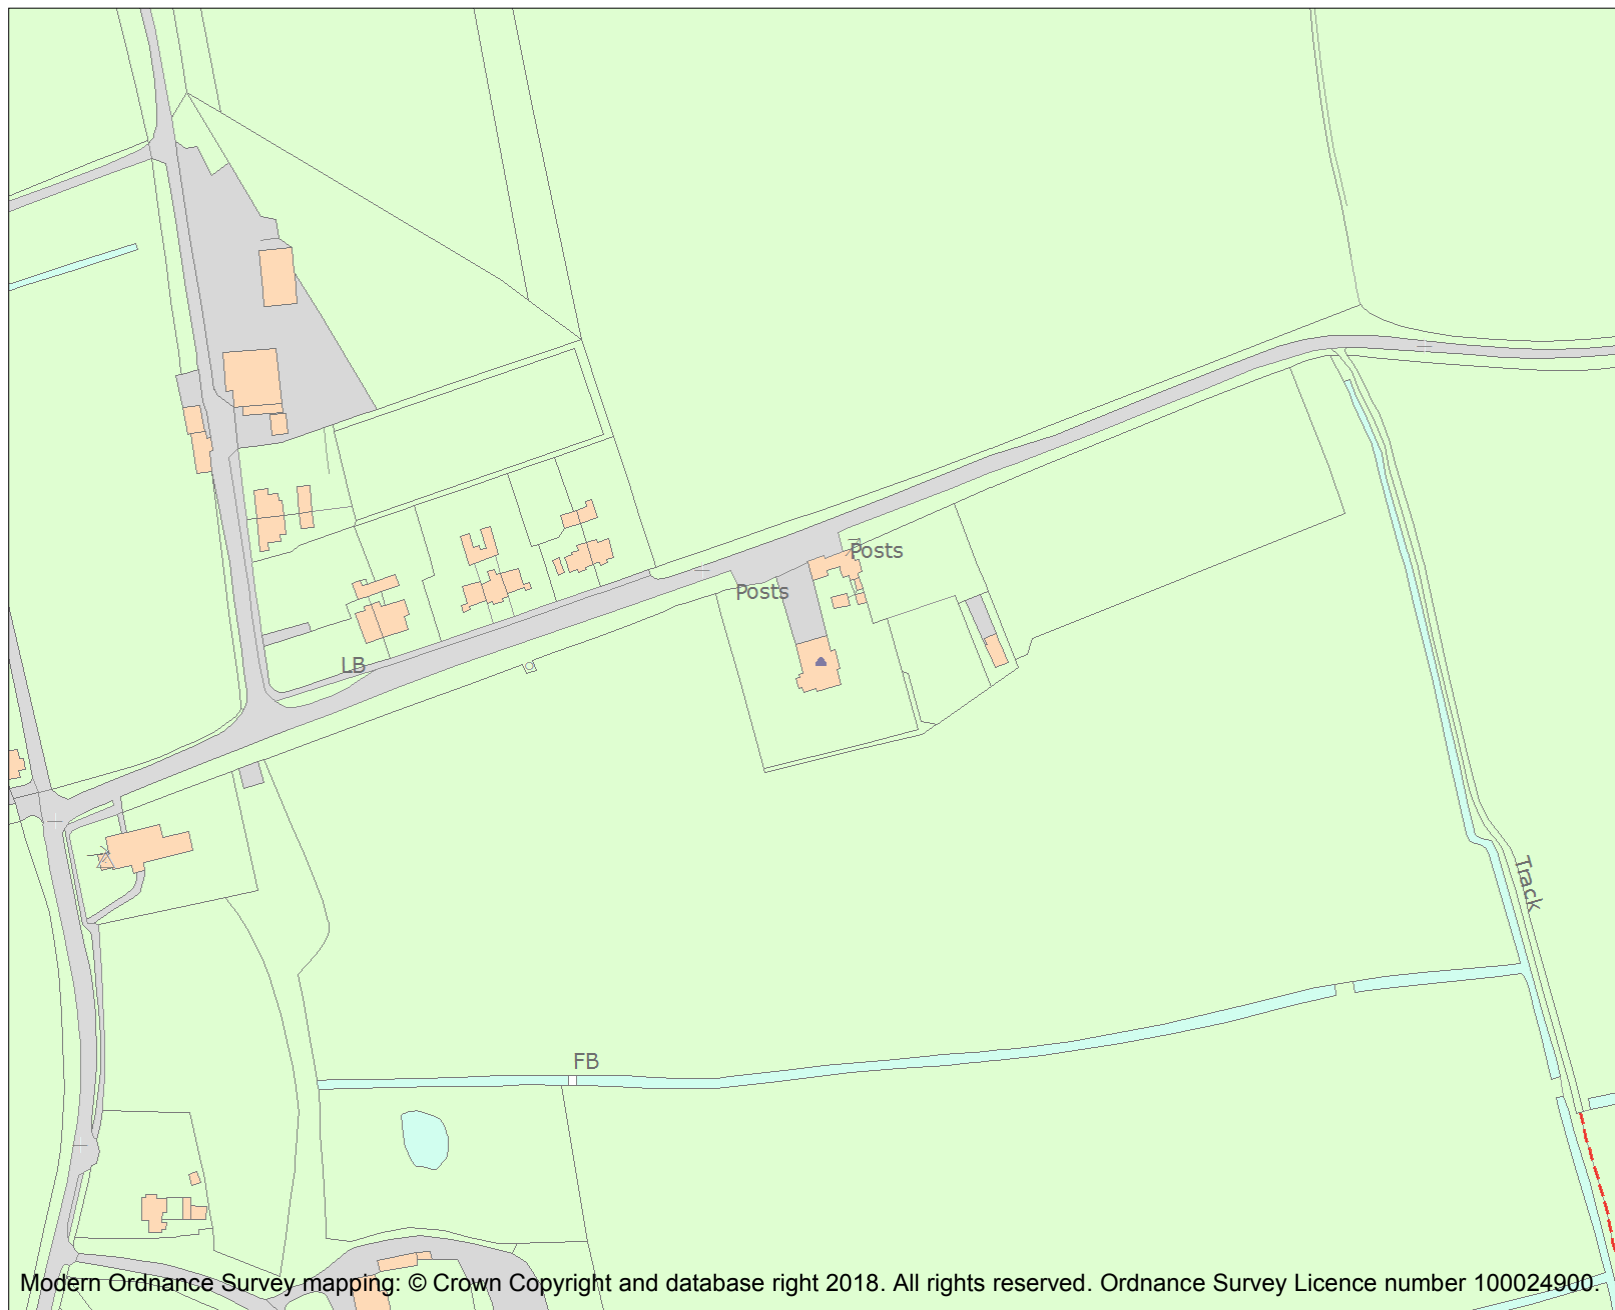 Posts
Posts
LB
Track
FB
Modern Ordnance Survey mapping: © Crown Copyright and database right 2018. All rights reserved. Ordnance Survey Licence number 100024900.